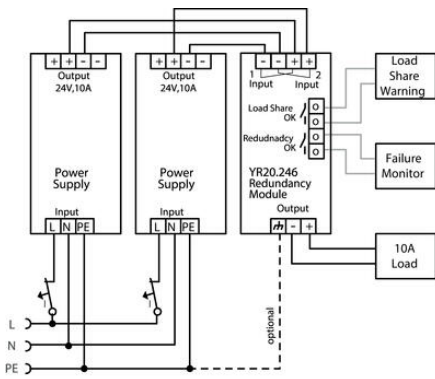 + + - -
Output
24V,10A
Power
Supply
Input
L N PE
+ + - -
Output
24V,10A
Power
Supply
Input
L N PE
- - + +
1 2
Input Input
Load Share
OK
Redudnadcy
OK
YR20.246
Redundancy
Module
Output
- +
Load
Share
Warning
Failure
Monitor
10A
Load
optional
L
N
PE
I
I